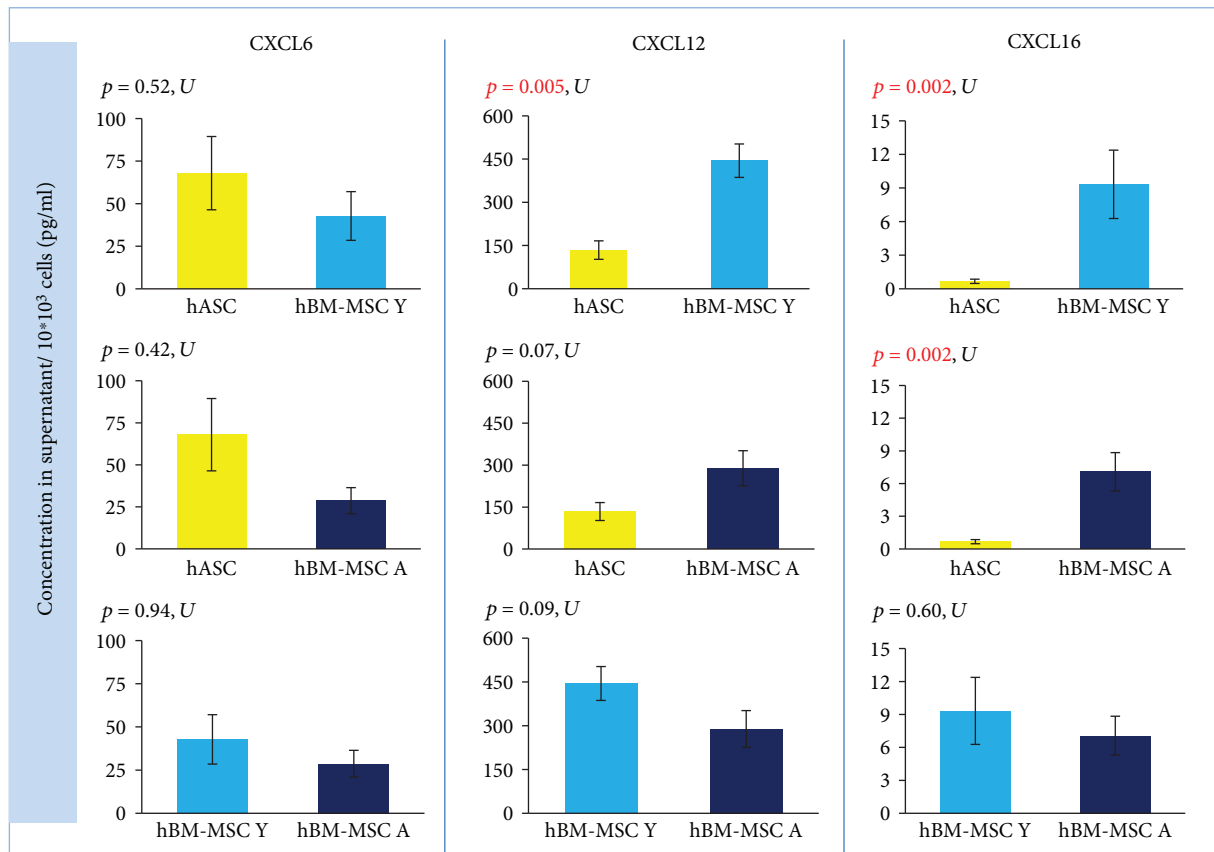 Concentration in supernatant/ 10*10³ cells (pg/ml)
CXCL6
p = 0.52, U
100
75
50
25
0
hASC
hBM-MSC Y
p = 0.42, U
100
75
50
25
0
hASC
hBM-MSC A
p = 0.94, U
100
75
50
25
0
hBM-MSC Y
hBM-MSC A
CXCL12
p = 0.005, U
600
450
300
150
0
hASC
hBM-MSC Y
p = 0.07, U
600
450
300
150
0
hASC
hBM-MSC A
p = 0.09, U
600
450
300
150
0
hBM-MSC Y
hBM-MSC A
CXCL16
p = 0.002, U
15
12
9
6
3
0
hASC
hBM-MSC Y
p = 0.002, U
15
12
9
6
3
0
hASC
hBM-MSC A
p = 0.60, U
15
12
9
6
3
0
hBM-MSC Y
hBM-MSC A